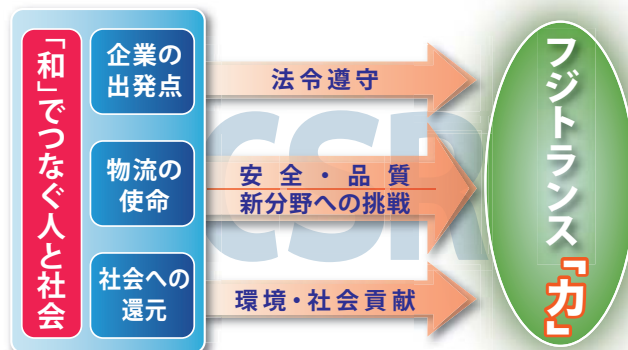 「和」でつなぐ人と社会
企業の
出発点
法令遵守
物流の
使命
安全・品質
新分野への挑戦
社会への
還元
環境・社会貢献
CSR
フジトランス「力」